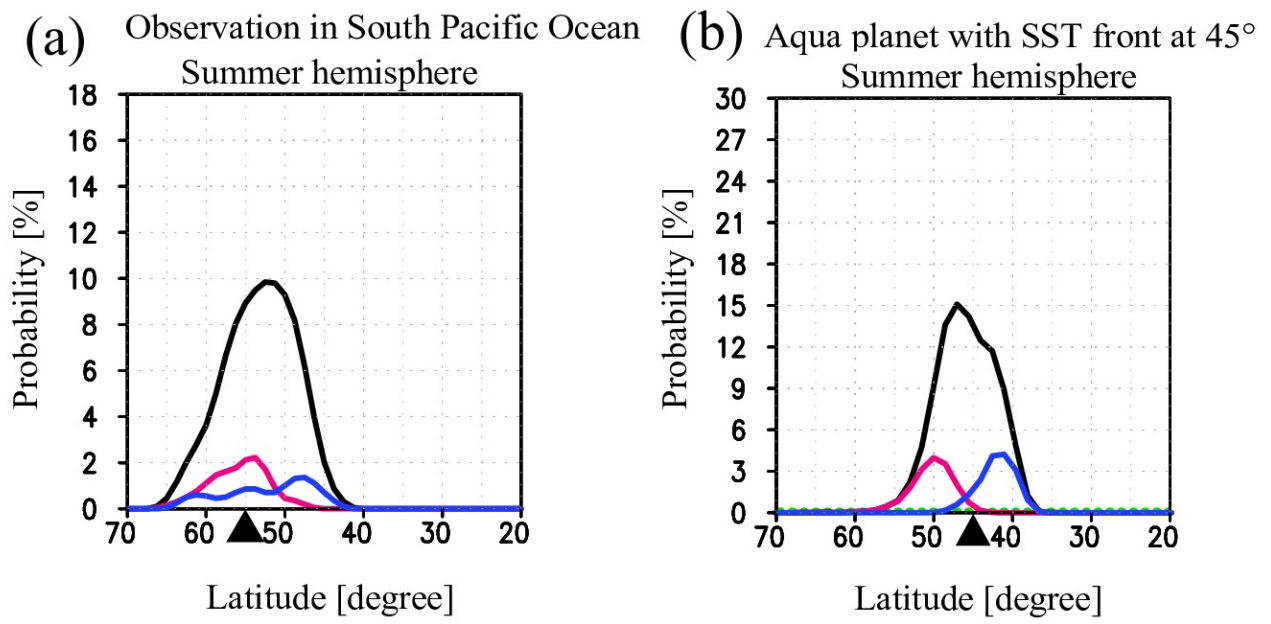 (a) Observation in South Pacific Ocean
Summer hemisphere
18
16
14
12
10
8
6
4
2
0
Probability [%]
70 60 50 40 30 20
Latitude [degree]
(b) Aqua planet with SST front at 45°
Summer hemisphere
30
27
24
21
18
15
12
9
6
3
0
Probability [%]
70 60 50 40 30 20
Latitude [degree]